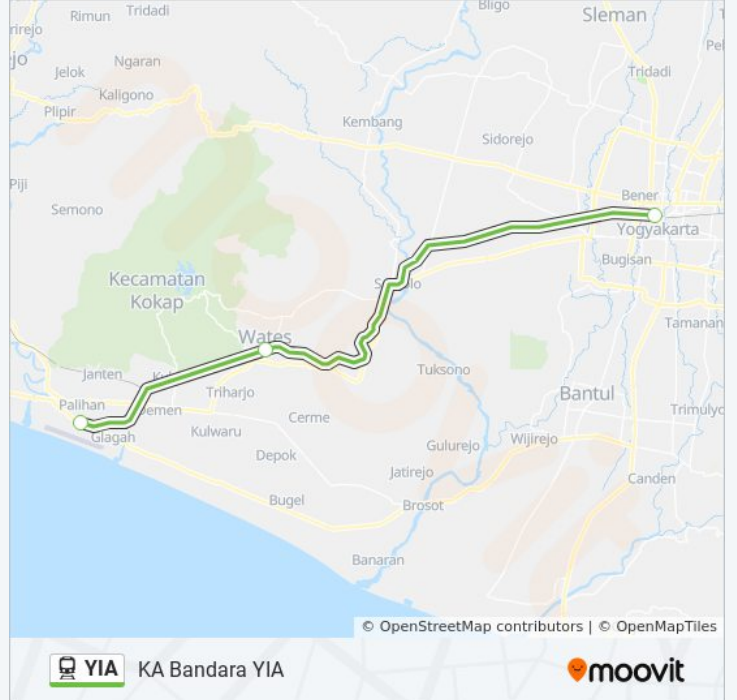 Bligo
Tridadi
Rimun
Sleman
rirejo
Pel
jo
Ngaran
Jelok
Tridadi
Kaligono
Plipir
Kembang
Sidorejo
Piji
Bener
Semono
Yogyakarta
Bugisan
Kecamatan
Kokap
Tamanan
Wates
Janten
Tuksono
Triharjo
Bantul
Palihan
Demen
Trimulyo
Cerme
Glagah
Kulwaru
Wijirejo
Gulurejo
Depok
Jatirejo
Canden
Bugel
Brosot
Banaran
© OpenStreetMap contributors | © OpenMapTiles
YIA KA Bandara YIA
moovit